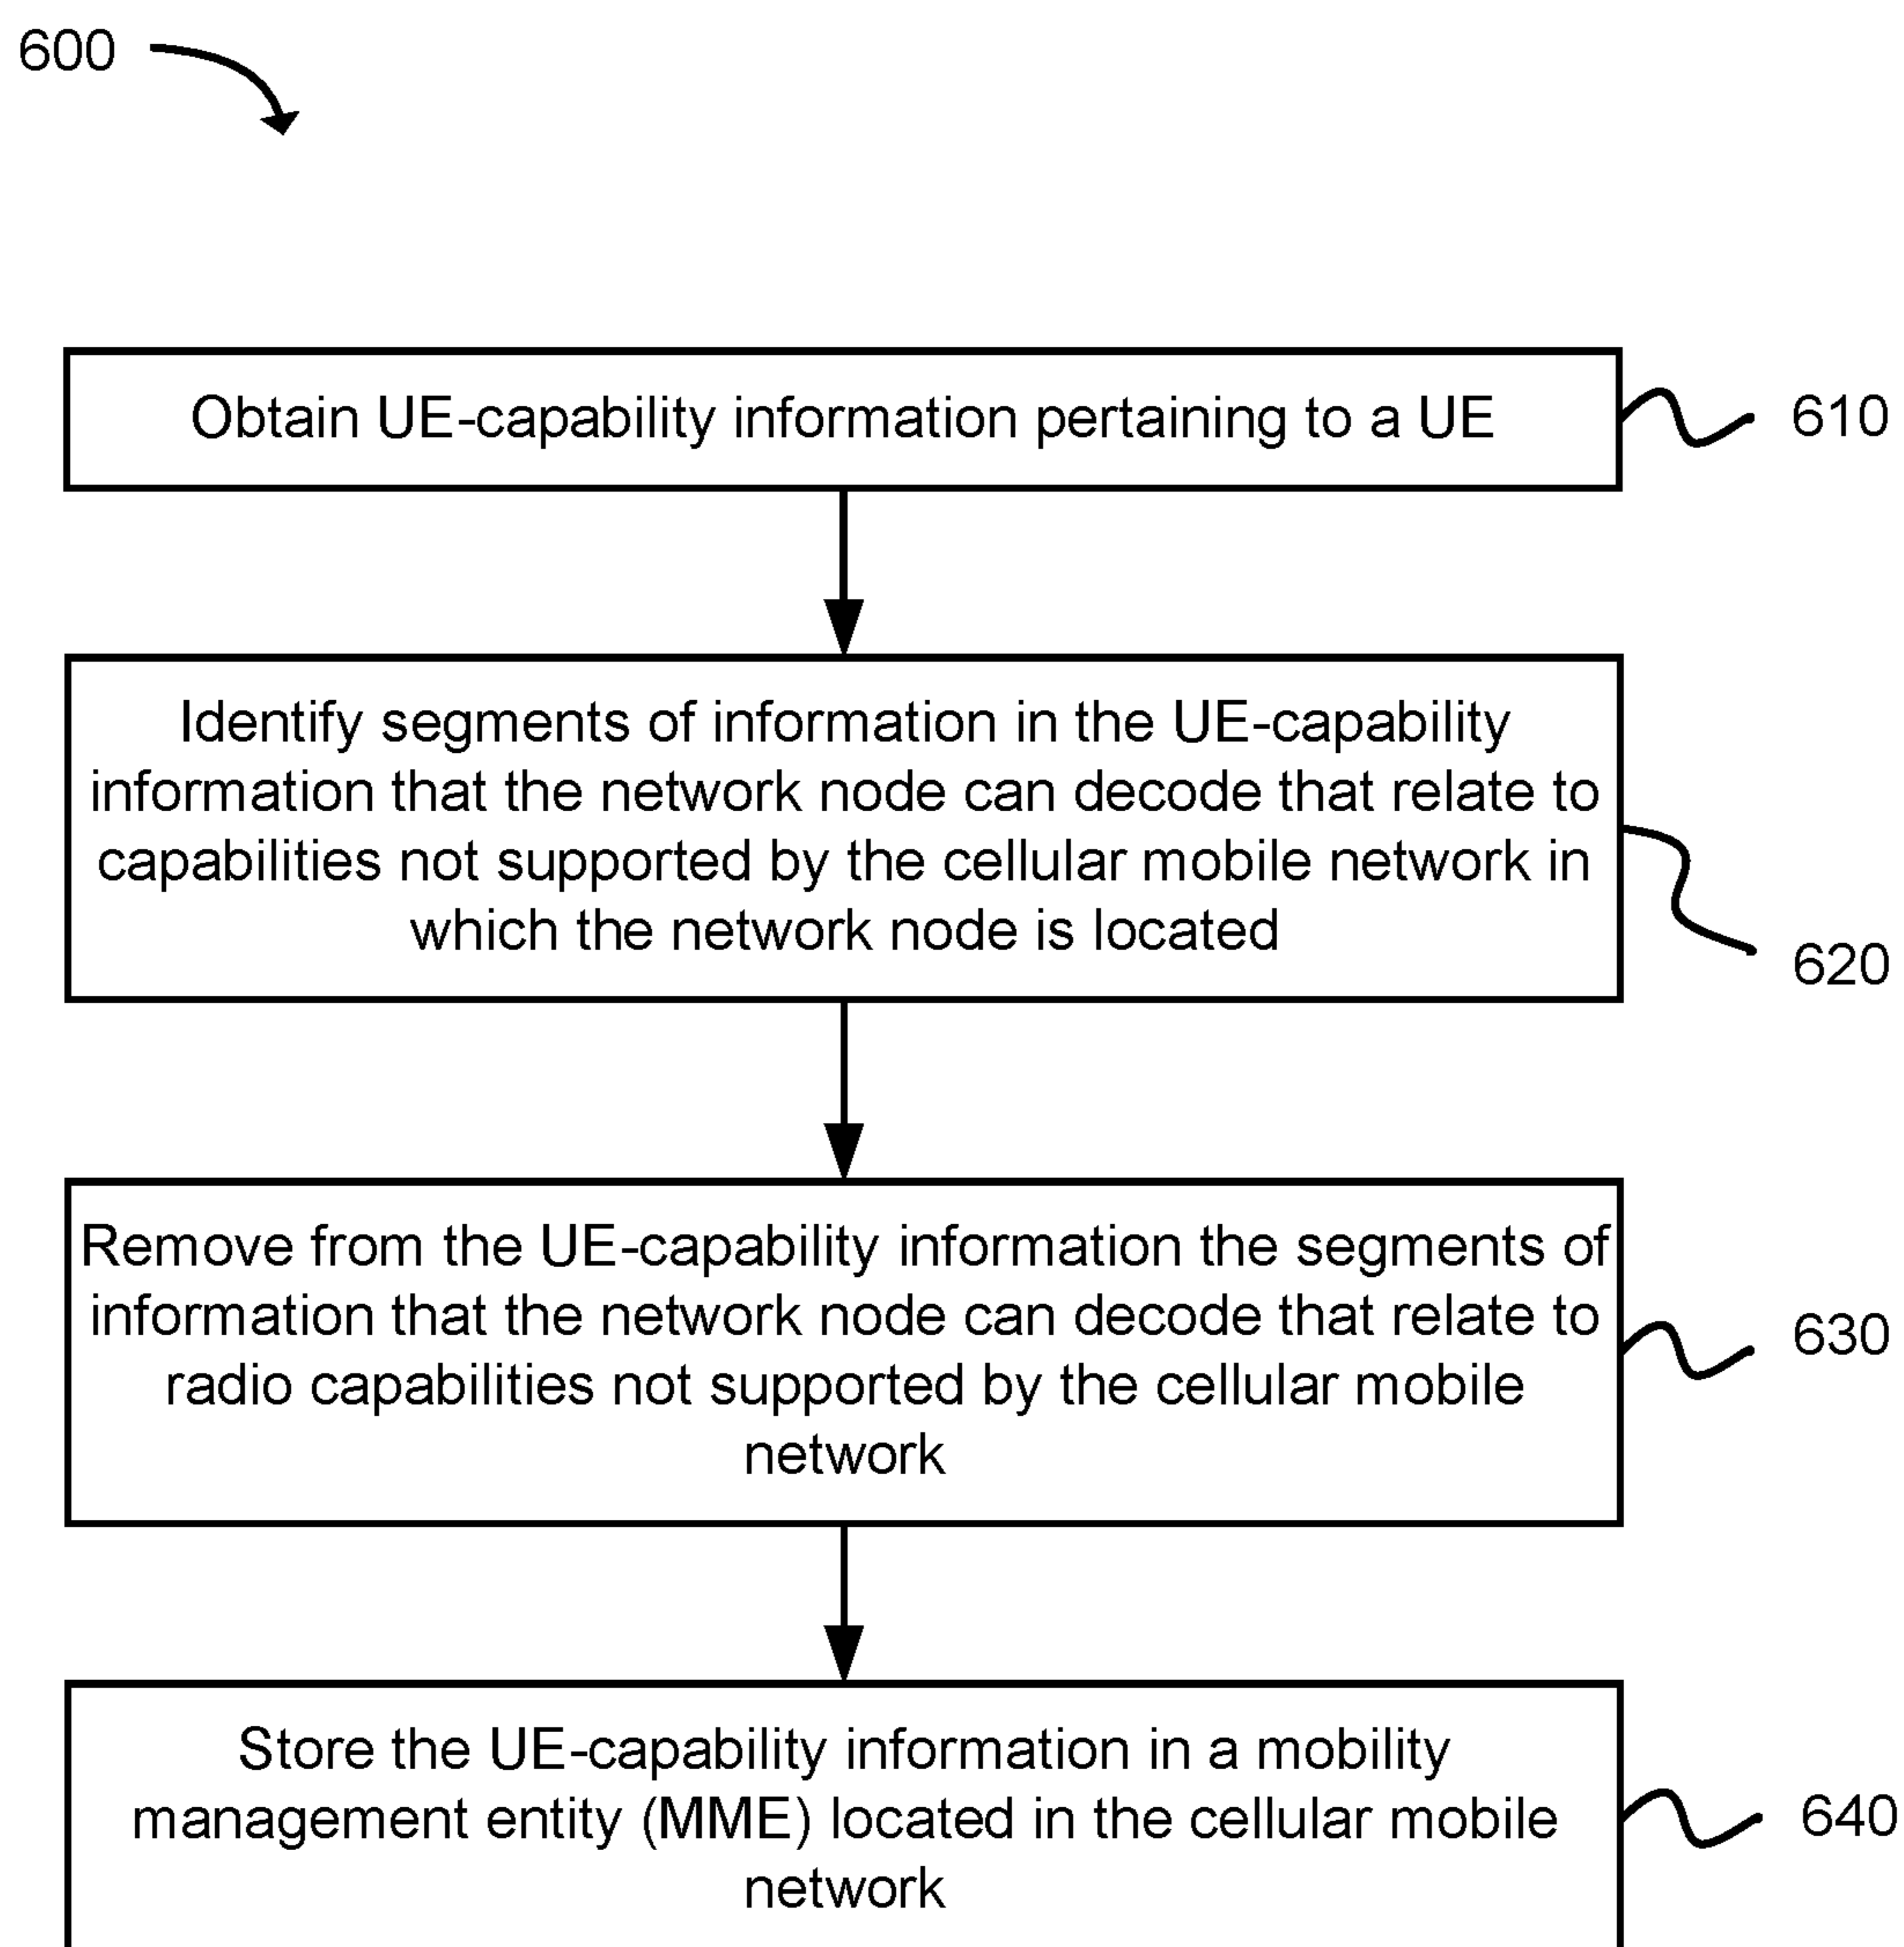 600
Obtain UE-capability information pertaining to a UE
610
Identify segments of information in the UE-capability
information that the network node can decode that relate to
capabilities not supported by the cellular mobile network in
which the network node is located
620
Remove from the UE-capability information the segments of
information that the network node can decode that relate to
radio capabilities not supported by the cellular mobile
network
630
Store the UE-capability information in a mobility
management entity (MME) located in the cellular mobile
network
640